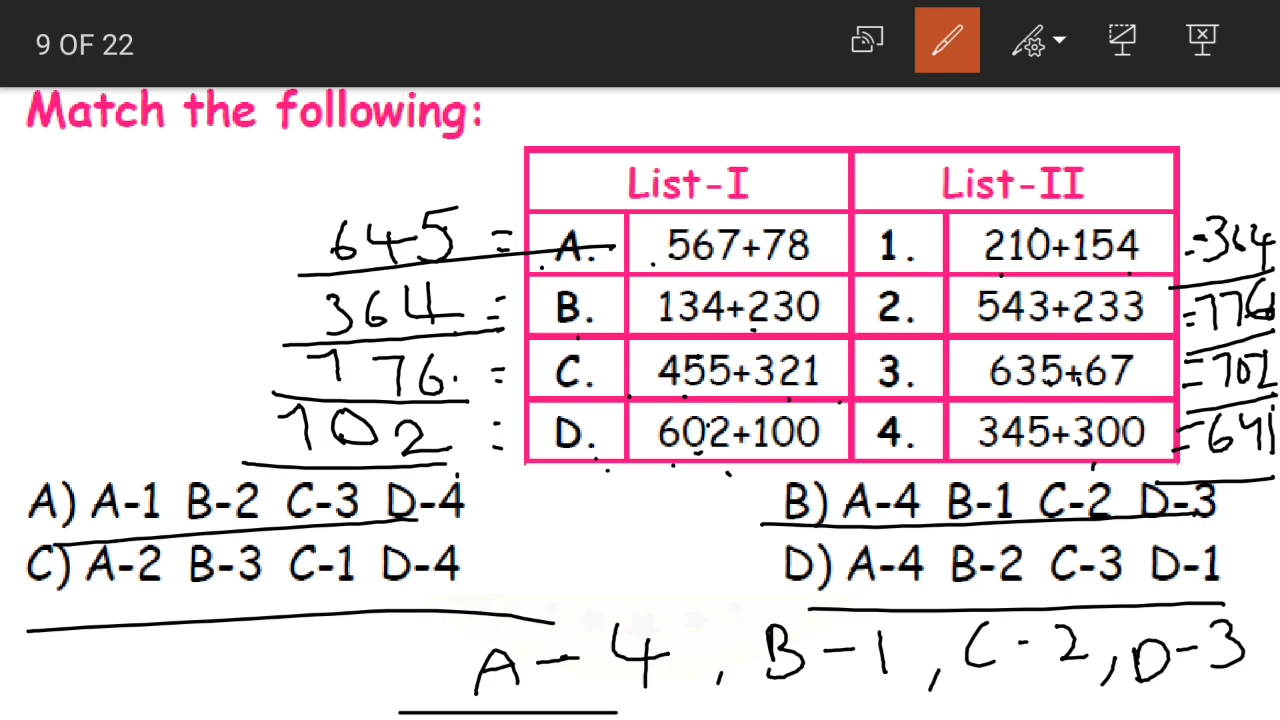 9 OF 22
Match the following:
List-I List-II
645 = A. 567+78 1. 210+154 =364
364 = B. 134+230 2. 543+233 =776
776 = C. 455+321 3. 635+67 =702
702 = D. 602+100 4. 345+300
A) A-1 B-2 C-3 D-4 B) A-4 B-1 C-2 D-3
C) A-2 B-3 C-1 D-4 D) A-4 B-2 C-3 D-1
A-4, B-1, C-2, D-3